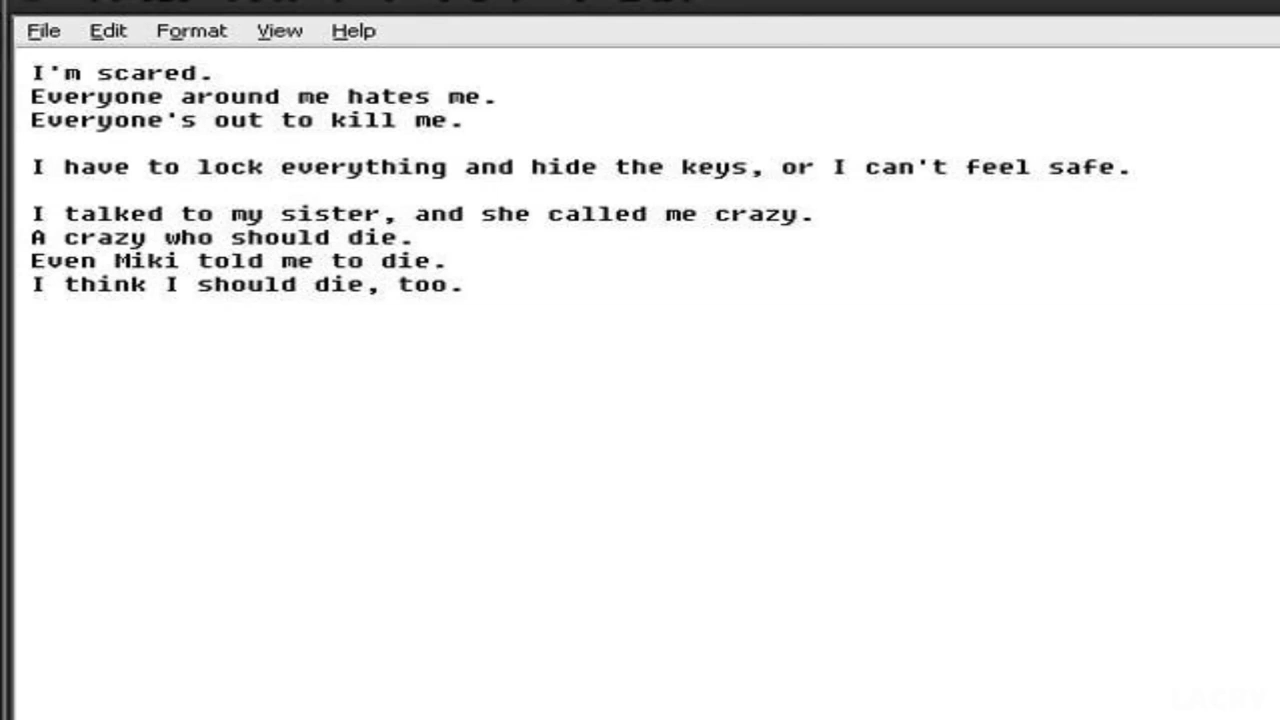 File Edit Format View Help
I'm scared.
Everyone around me hates me.
Everyone's out to kill me.
I have to lock everything and hide the keys, or I can't feel safe.
I talked to my sister, and she called me crazy.
A crazy who should die.
Even Miki told me to die.
I think I should die, too.